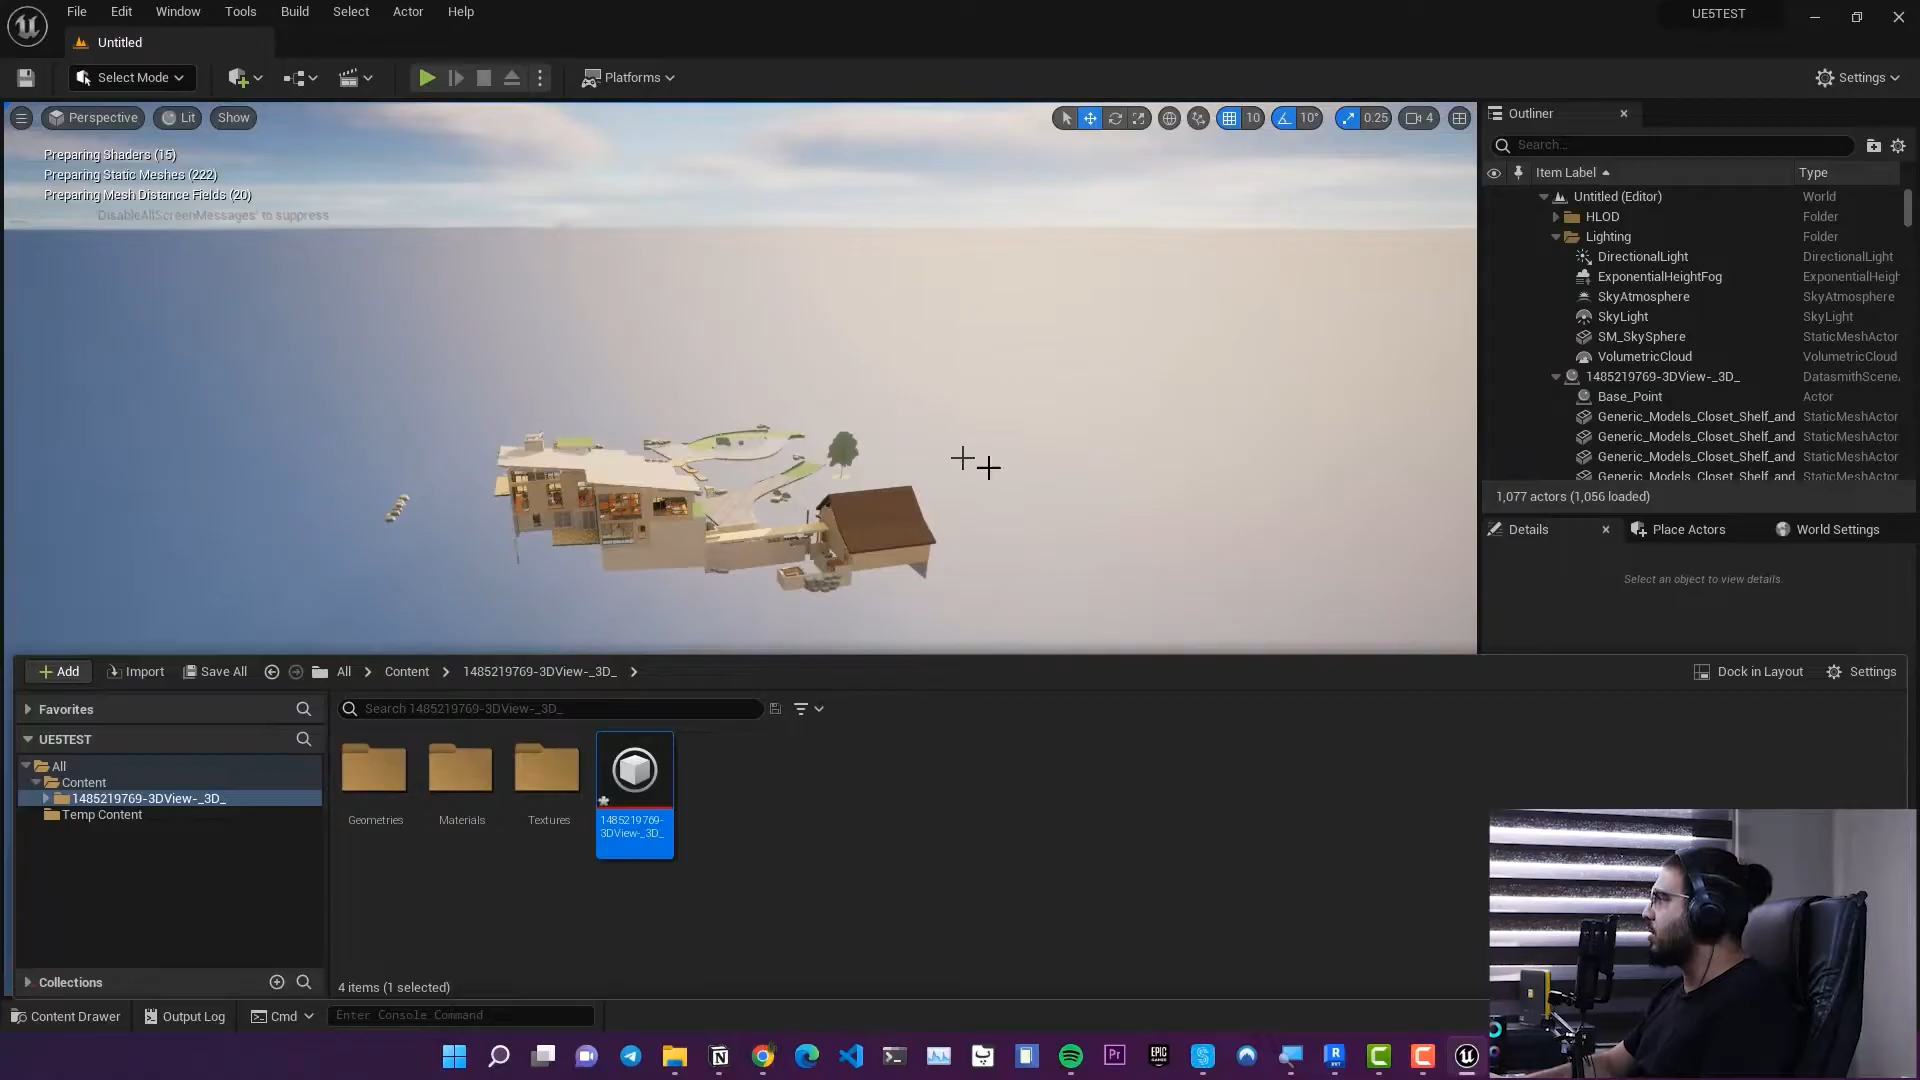 File Edit Window Tools Build Select Actor Help
UE5TEST
Untitled
Select Mode
Platforms
Settings
Perspective Lit Show
10 10° 0.25 4
Preparing Shaders (15)
Preparing Static Meshes (222)
Preparing Mesh Distance Fields (20)
DisableAllScreenMessages' to suppress
Outliner
Search...
Item Label Type
Untitled (Editor) World
HLOD Folder
Lighting Folder
DirectionalLight DirectionalLight
ExponentialHeightFog ExponentialHeigh
SkyAtmosphere SkyAtmosphere
SkyLight SkyLight
SM_SkySphere StaticMeshActor
VolumetricCloud VolumetricCloud
1485219769-3DView-_3D_ DatasmithScene
Base_Point Actor
Generic_Models_Closet_Shelf_and StaticMeshActor
Generic_Models_Closet_Shelf_and StaticMeshActor
Generic_Models_Closet_Shelf_and StaticMeshActor
Generic_Models_Closet_Shelf_and StaticMeshActor
1,077 actors (1,056 loaded)
Details Place Actors World Settings
Select an object to view details.
Add Import Save All All Content 1485219769-3DView-_3D_
Dock in Layout Settings
Favorites
Search 1485219769-3DView-_3D_
UE5TEST
All
Content
1485219769-3DView-_3D_
Temp Content
Geometries Materials Textures
1485219769-
3DView-_3D_
Collections
4 items (1 selected)
Content Drawer Output Log Cmd Enter Console Command
Pr
EPIC
GAMES
R
RVT
C
C